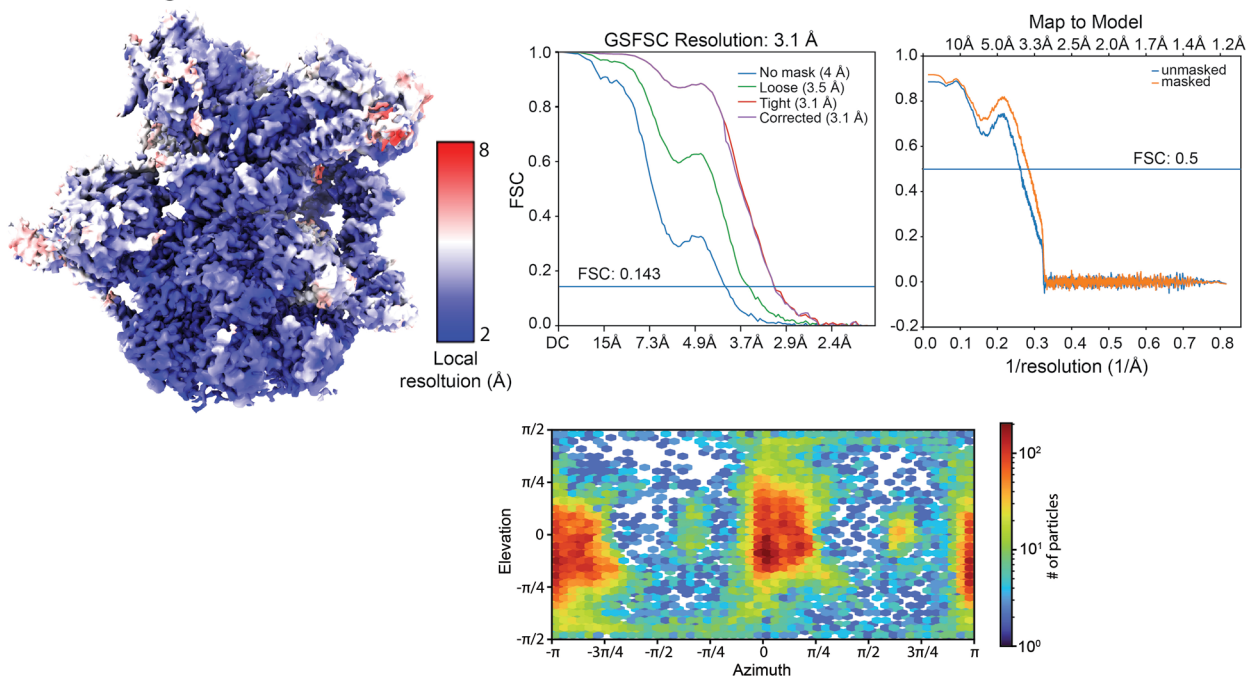 8
2
Local
resoltuion (Å)
GSFSC Resolution: 3.1 Å
FSC
1.0
0.8
0.6
0.4
0.2
0.0
No mask (4 Å)
Loose (3.5 Å)
Tight (3.1 Å)
Corrected (3.1 Å)
FSC: 0.143
DC 15Å 7.3Å 4.9Å 3.7Å 2.9Å 2.4Å
Map to Model
10Å 5.0Å 3.3Å 2.5Å 2.0Å 1.7Å 1.4Å 1.2Å
1.0
0.8
0.6
0.4
0.2
0.0
-0.2
unmasked
masked
FSC: 0.5
0.0 0.1 0.2 0.3 0.4 0.5 0.6 0.7 0.8
1/resolution (1/Å)
Elevation
π/2
π/4
0
-π/4
-π/2
-π -3π/4 -π/2 -π/4 0 π/4 π/2 3π/4 π
Azimuth
10²
10¹
10⁰
# of particles